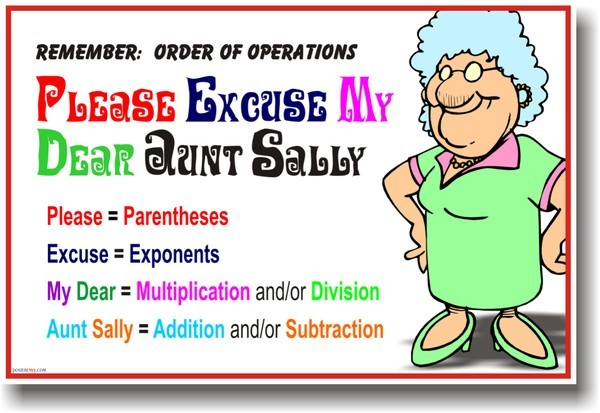 REMEMBER: ORDER OF OPERATIONS
PLEASE EXCUSE MY
DEAR AUNT SALLY
Please = Parentheses
Excuse = Exponents
My Dear = Multiplication and/or Division
Aunt Sally = Addition and/or Subtraction